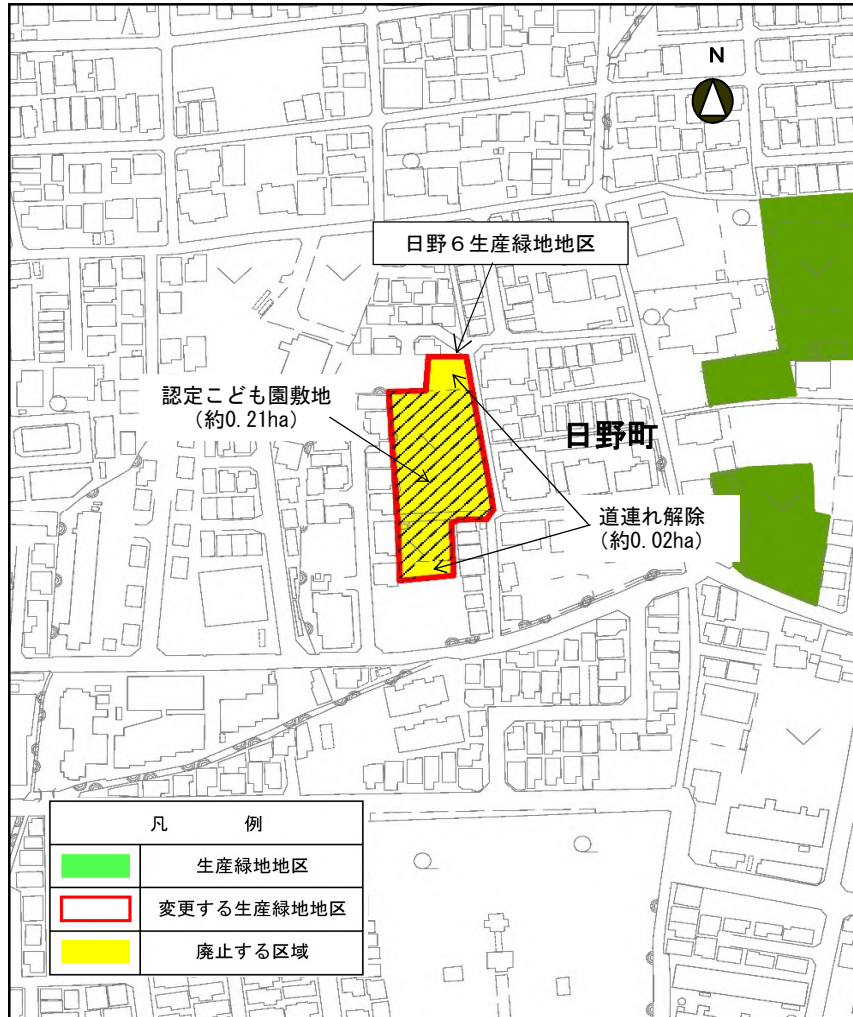 N
日野６生産緑地地区
認定こども園敷地
（約0.21ha）
日野町
道連れ解除
（約0.02ha）
凡　　例
生産緑地地区
変更する生産緑地地区
廃止する区域